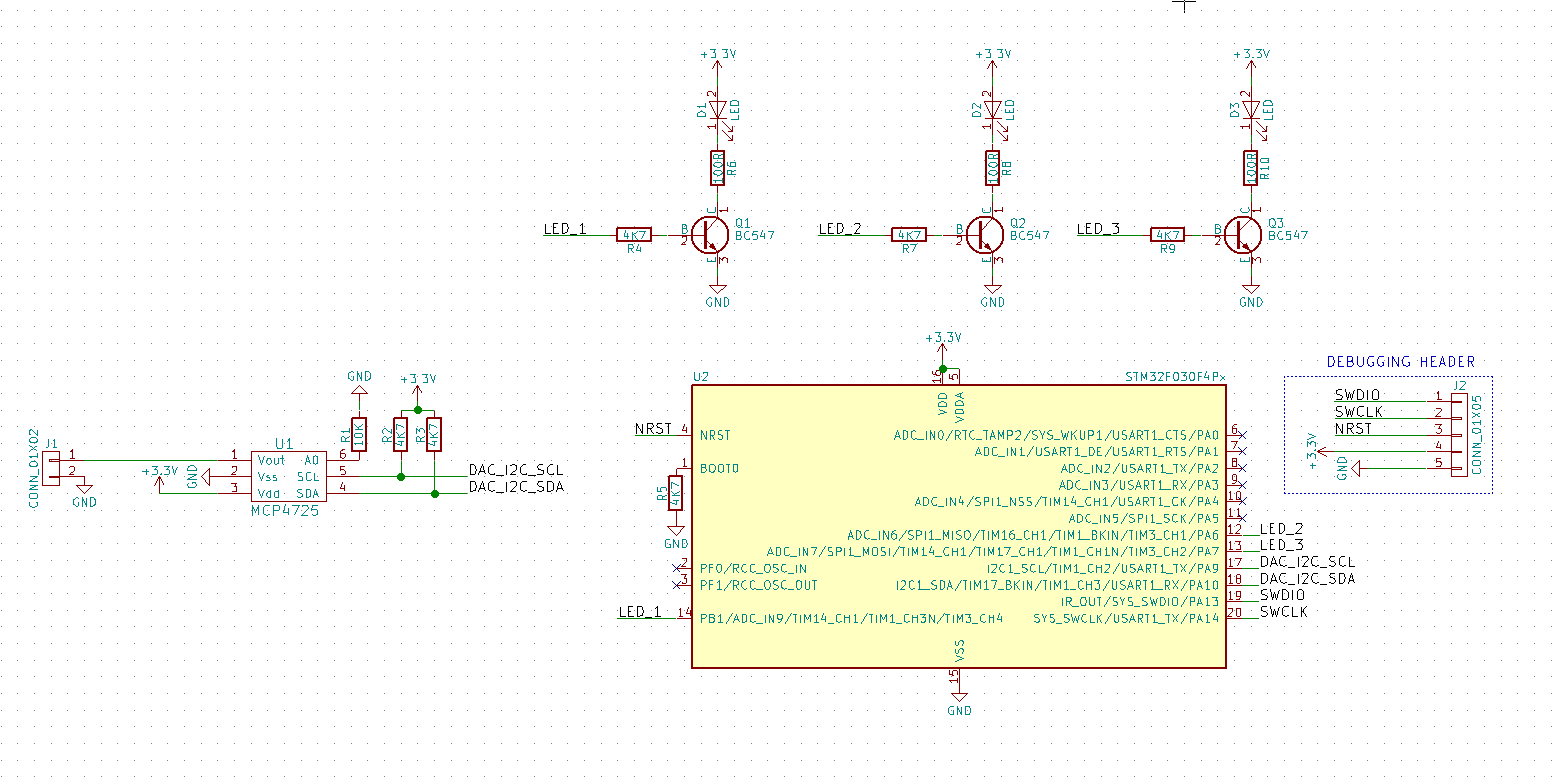 +3.3V
+3.3V
+3.3V
2
D1
LED
1
2
D2
LED
1
2
D3
LED
1
100R
R6
100R
R8
100R
R10
LED_1
4K7
R4
B
2
C
1
E
3
Q1
BC547
LED_2
4K7
R7
B
2
C
1
E
3
Q2
BC547
LED_3
4K7
R9
B
2
C
1
E
3
Q3
BC547
GND
GND
GND
J1
CONN_01X02
1
2
GND
+3.3V
GND
U1
1 Vout A0 6
2 Vss SCL 5
3 Vdd SDA 4
MCP4725
GND
R1
10K
+3.3V
R2
4K7
R3
4K7
DAC_I2C_SCL
DAC_I2C_SDA
+3.3V
16
5
U2
STM32F030F4Px
VDD
VDDA
NRST 4 NRST
1 BOOT0
R5
4K7
GND
2 PF0/RCC_OSC_IN
3 PF1/RCC_OSC_OUT
LED_1 14 PB1/ADC_IN9/TIM14_CH1/TIM1_CH3N/TIM3_CH4
ADC_IN0/RTC_TAMP2/SYS_WKUP1/USART1_CTS/PA0 6
ADC_IN1/USART1_DE/USART1_RTS/PA1 7
ADC_IN2/USART1_TX/PA2 8
ADC_IN3/USART1_RX/PA3 9
ADC_IN4/SPI1_NSS/TIM14_CH1/USART1_CK/PA4 10
ADC_IN5/SPI1_SCK/PA5 11
ADC_IN6/SPI1_MISO/TIM16_CH1/TIM1_BKIN/TIM3_CH1/PA6 12 LED_2
ADC_IN7/SPI1_MOSI/TIM14_CH1/TIM17_CH1/TIM1_CH1N/TIM3_CH2/PA7 13 LED_3
I2C1_SCL/TIM1_CH2/USART1_TX/PA9 17 DAC_I2C_SCL
I2C1_SDA/TIM17_BKIN/TIM1_CH3/USART1_RX/PA10 18 DAC_I2C_SDA
IR_OUT/SYS_SWDIO/PA13 19 SWDIO
SYS_SWCLK/USART1_TX/PA14 20 SWCLK
VSS
15
GND
DEBUGGING HEADER
J2
CONN_01X05
SWDIO 1
SWCLK 2
NRST 3
+3.3V 4
GND 5